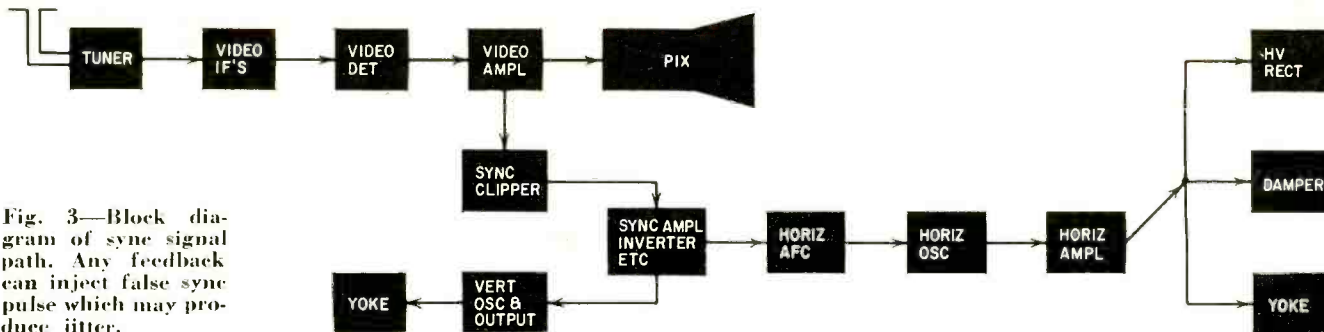 TUNER
VIDEO
IF'S
VIDEO
DET
VIDEO
AMPL
PIX
HV
RECT
SYNC
CLIPPER
DAMPER
SYNC AMPL
INVERTER
ETC
HORIZ
AFC
HORIZ
OSC
HORIZ
AMPL
YOKE
VERT
OSC &
OUTPUT
YOKE
Fig. 3—Block dia-
gram of sync signal
path. Any feedback
can inject false sync
pulse which may pro-
duce jitter.